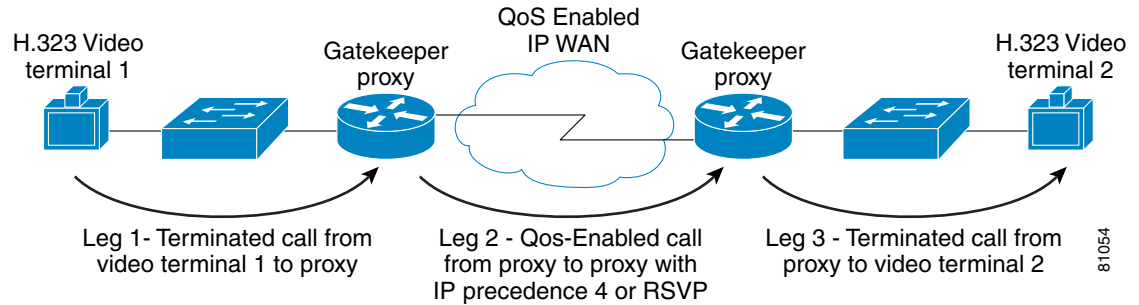 H.323 Video
terminal 1
Gatekeeper
proxy
QoS Enabled
IP WAN
Gatekeeper
proxy
H.323 Video
terminal 2
Leg 1- Terminated call from
video terminal 1 to proxy
Leg 2 - Qos-Enabled call
from proxy to proxy with
IP precedence 4 or RSVP
Leg 3 - Terminated call from
proxy to video terminal 2
81054